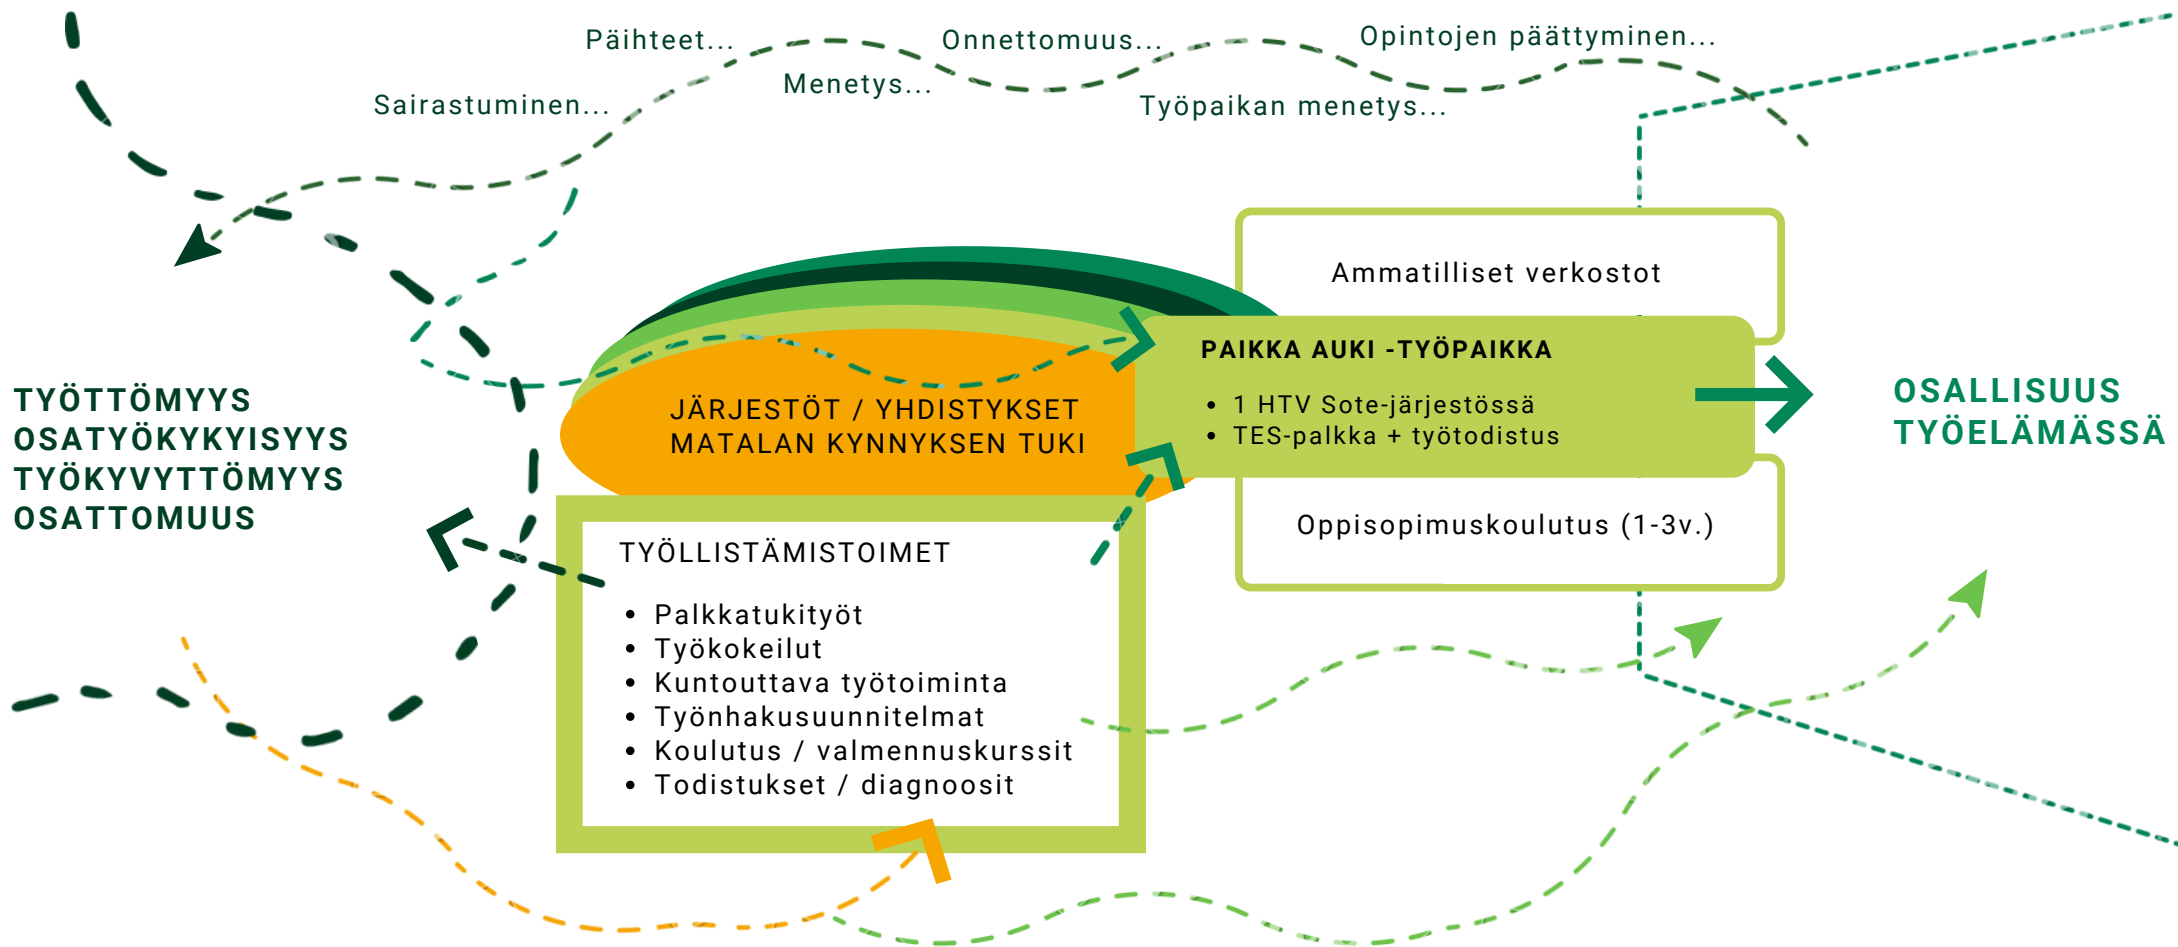 Päihteet...
Onnettomuus...
Opintojen päättyminen...
Sairastuminen...
Menetys...
Työpaikan menetys...
Ammatilliset verkostot
PAIKKA AUKI -TYÖPAIKKA
• 1 HTV Sote-järjestössä
• TES-palkka + työtodistus
Oppisopimuskoulutus (1-3v.)
JÄRJESTÖT / YHDISTYKSET
MATALAN KYNNYKSEN TUKI
TYÖTTÖMYYS
OSATYÖKYKYISYYS
TYÖKYVYTTÖMYYS
OSATTOMUUS
OSALLISUUS
TYÖELÄMÄSSÄ
TYÖLLISTÄMISTOIMET
• Palkkatukityöt
• Työkokeilut
• Kuntouttava työtoiminta
• Työnhakusuunnitelmat
• Koulutus / valmennuskurssit
• Todistukset / diagnoosit